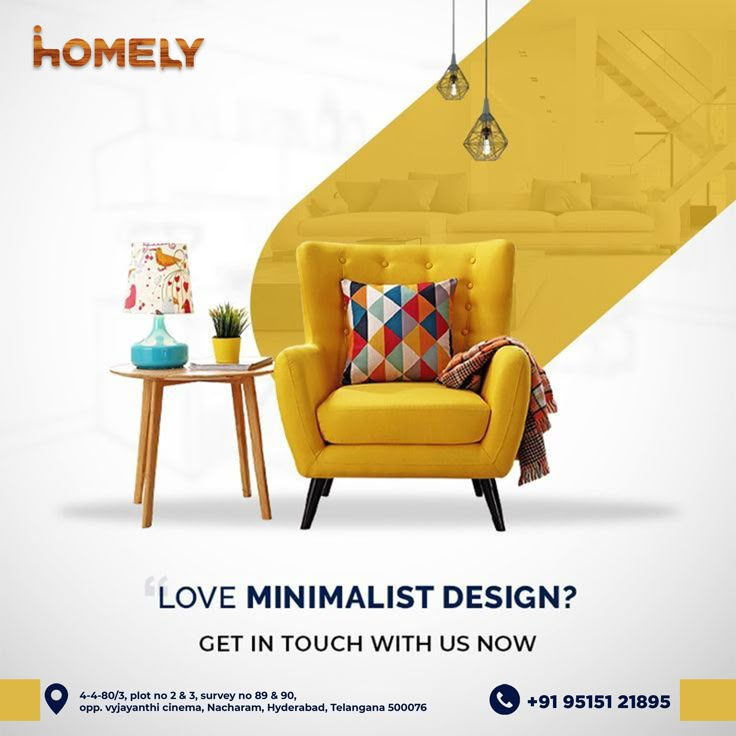 HOMELY
“LOVE MINIMALIST DESIGN?
GET IN TOUCH WITH US NOW
4-4-80/3, plot no 2 & 3, survey no 89 & 90,
opp. vyjayanthi cinema, Nacharam, Hyderabad, Telangana 500076
+91 95151 21895